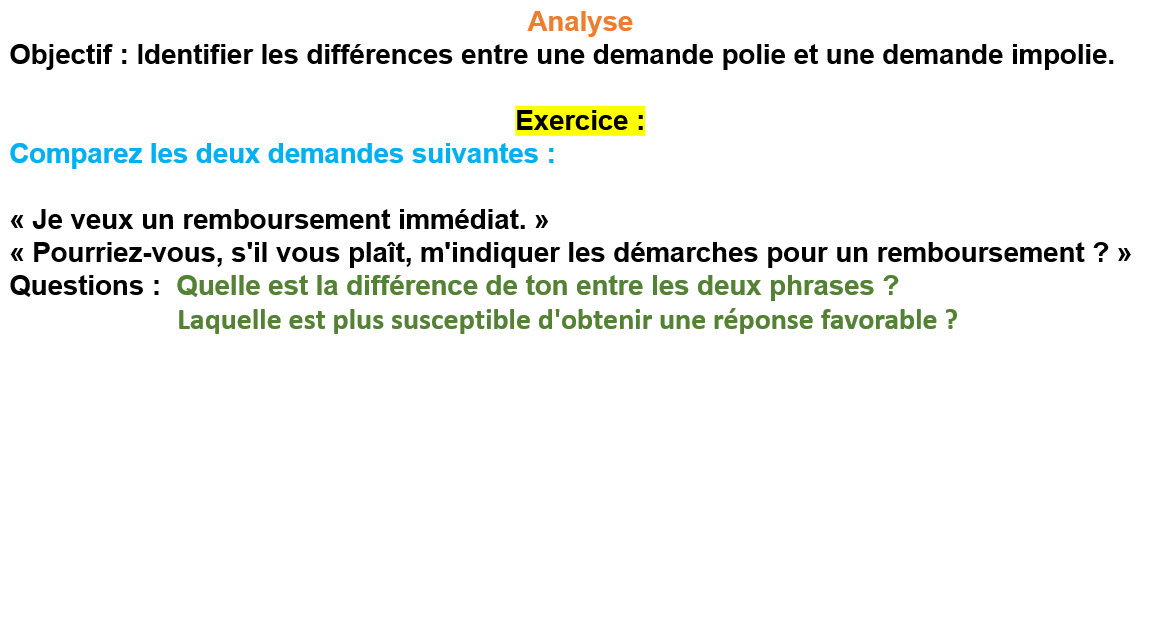 Analyse
Objectif : Identifier les différences entre une demande polie et une demande impolie.
Exercice :
Comparez les deux demandes suivantes :
« Je veux un remboursement immédiat. »
« Pourriez-vous, s'il vous plaît, m'indiquer les démarches pour un remboursement ? »
Questions : Quelle est la différence de ton entre les deux phrases ?
Laquelle est plus susceptible d'obtenir une réponse favorable ?